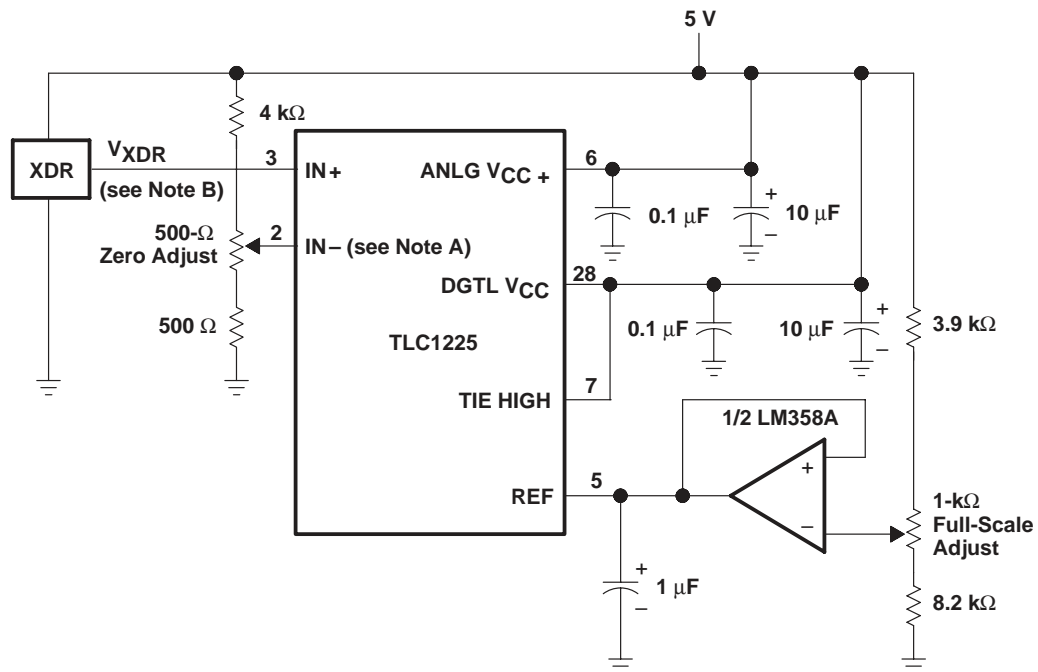 5 V
4 kΩ
XDR
VXDR
(see Note B)
3
IN+
ANLG VCC +
6
0.1 µF
+
10 µF
–
500-Ω
Zero Adjust
2
IN– (see Note A)
DGTL VCC
28
500 Ω
0.1 µF
10 µF
+
–
3.9 kΩ
TLC1225
TIE HIGH
7
1/2 LM358A
+
–
REF
5
1-kΩ
Full-Scale
Adjust
+
1 µF
–
8.2 kΩ